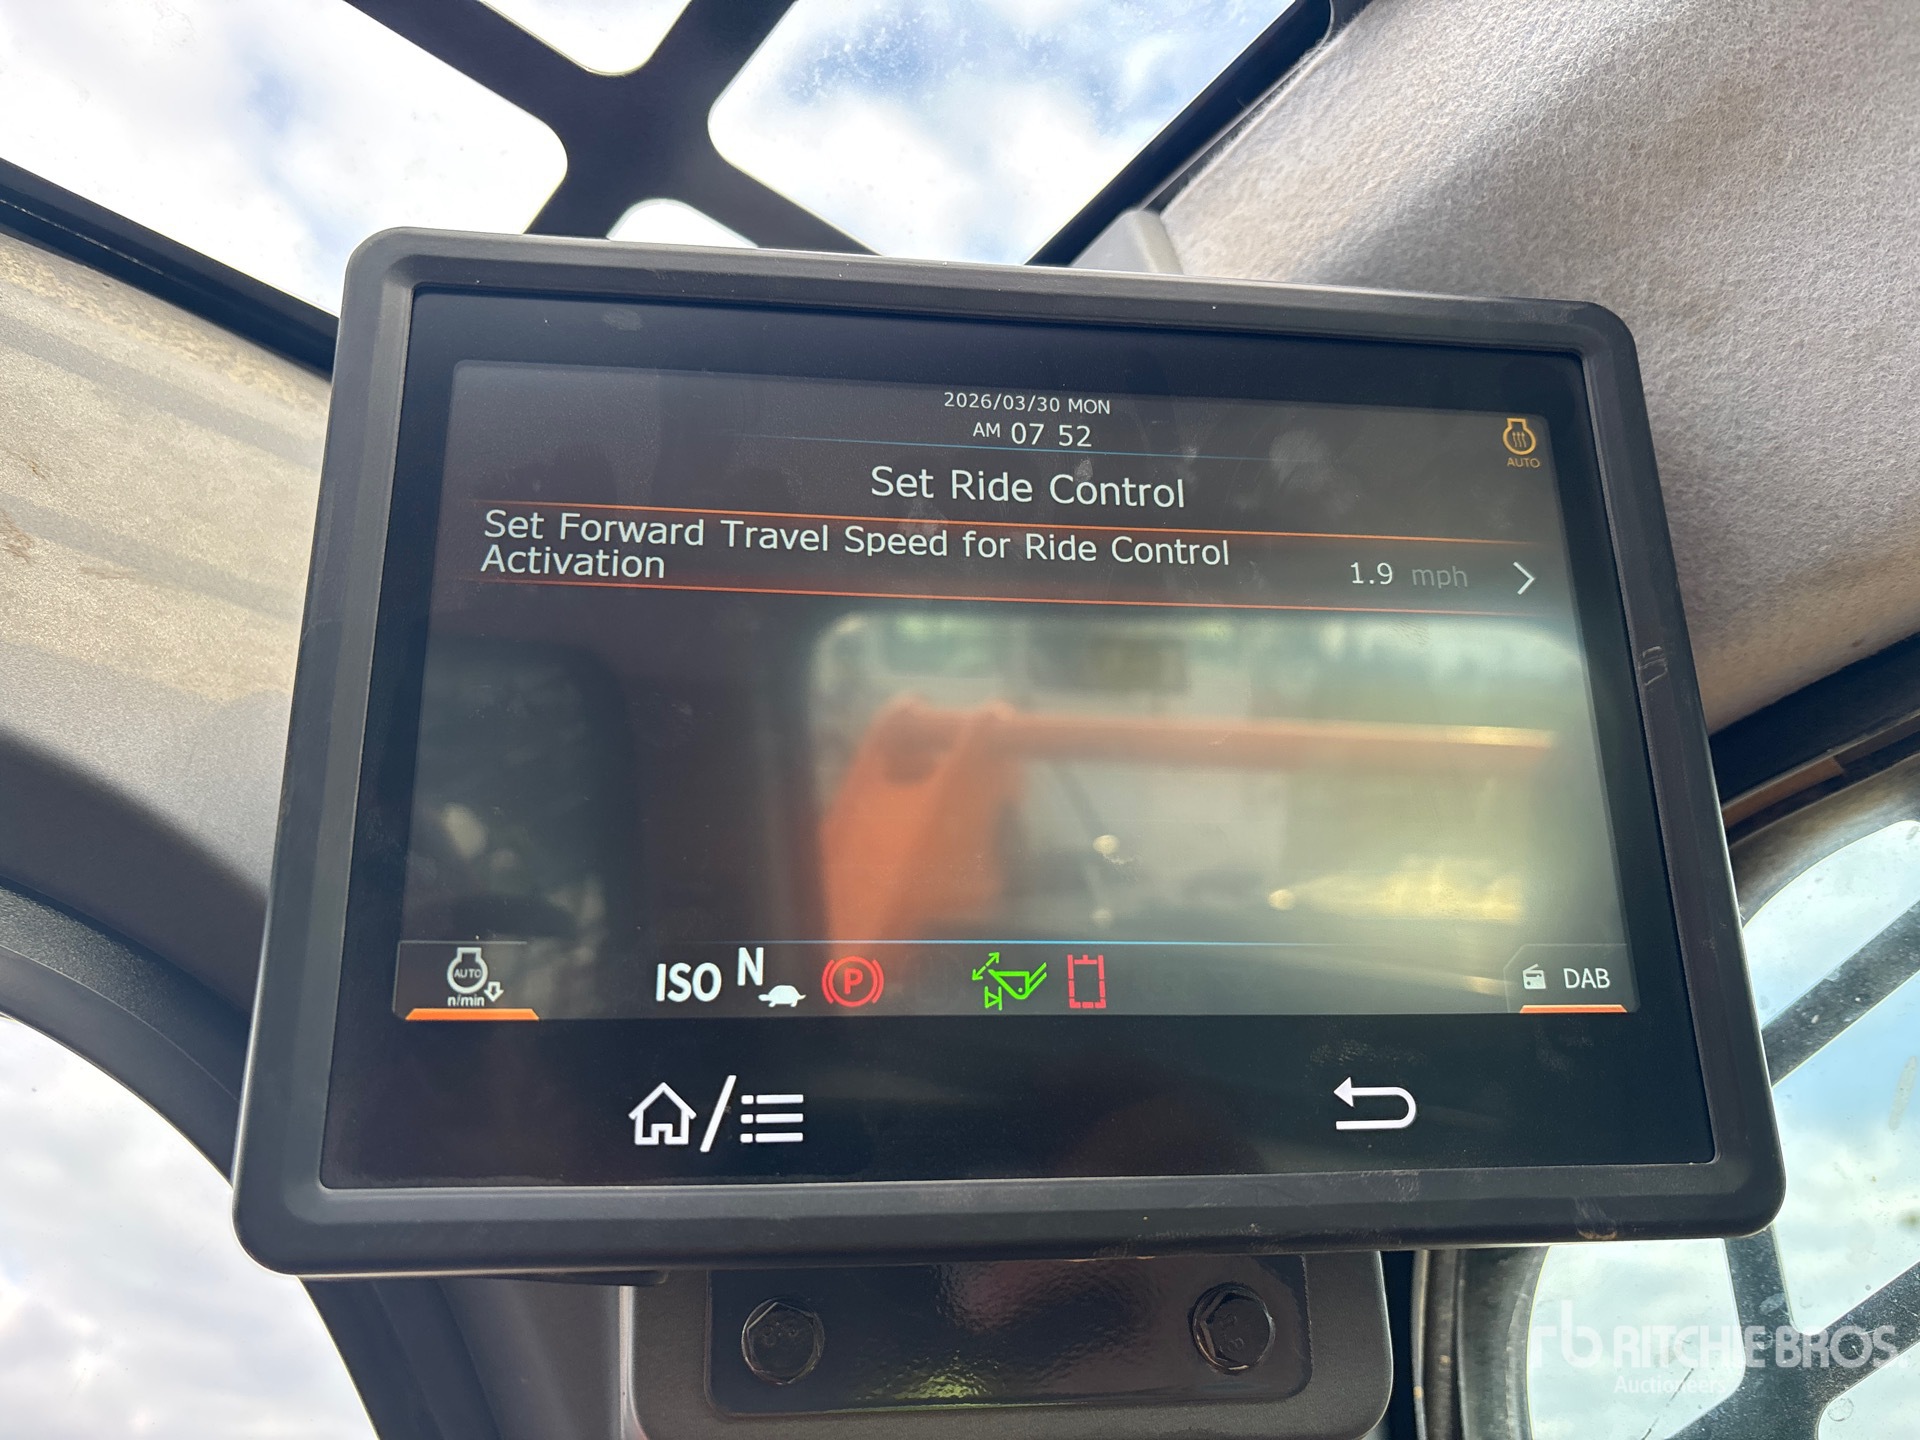 2026/03/30 MON
AM 07 52
AUTO
Set Ride Control
Set Forward Travel Speed for Ride Control
Activation
1.9 mph
AUTO
n/min
ISO N
P
DAB
RITCHIE BROS.
Auctioneers